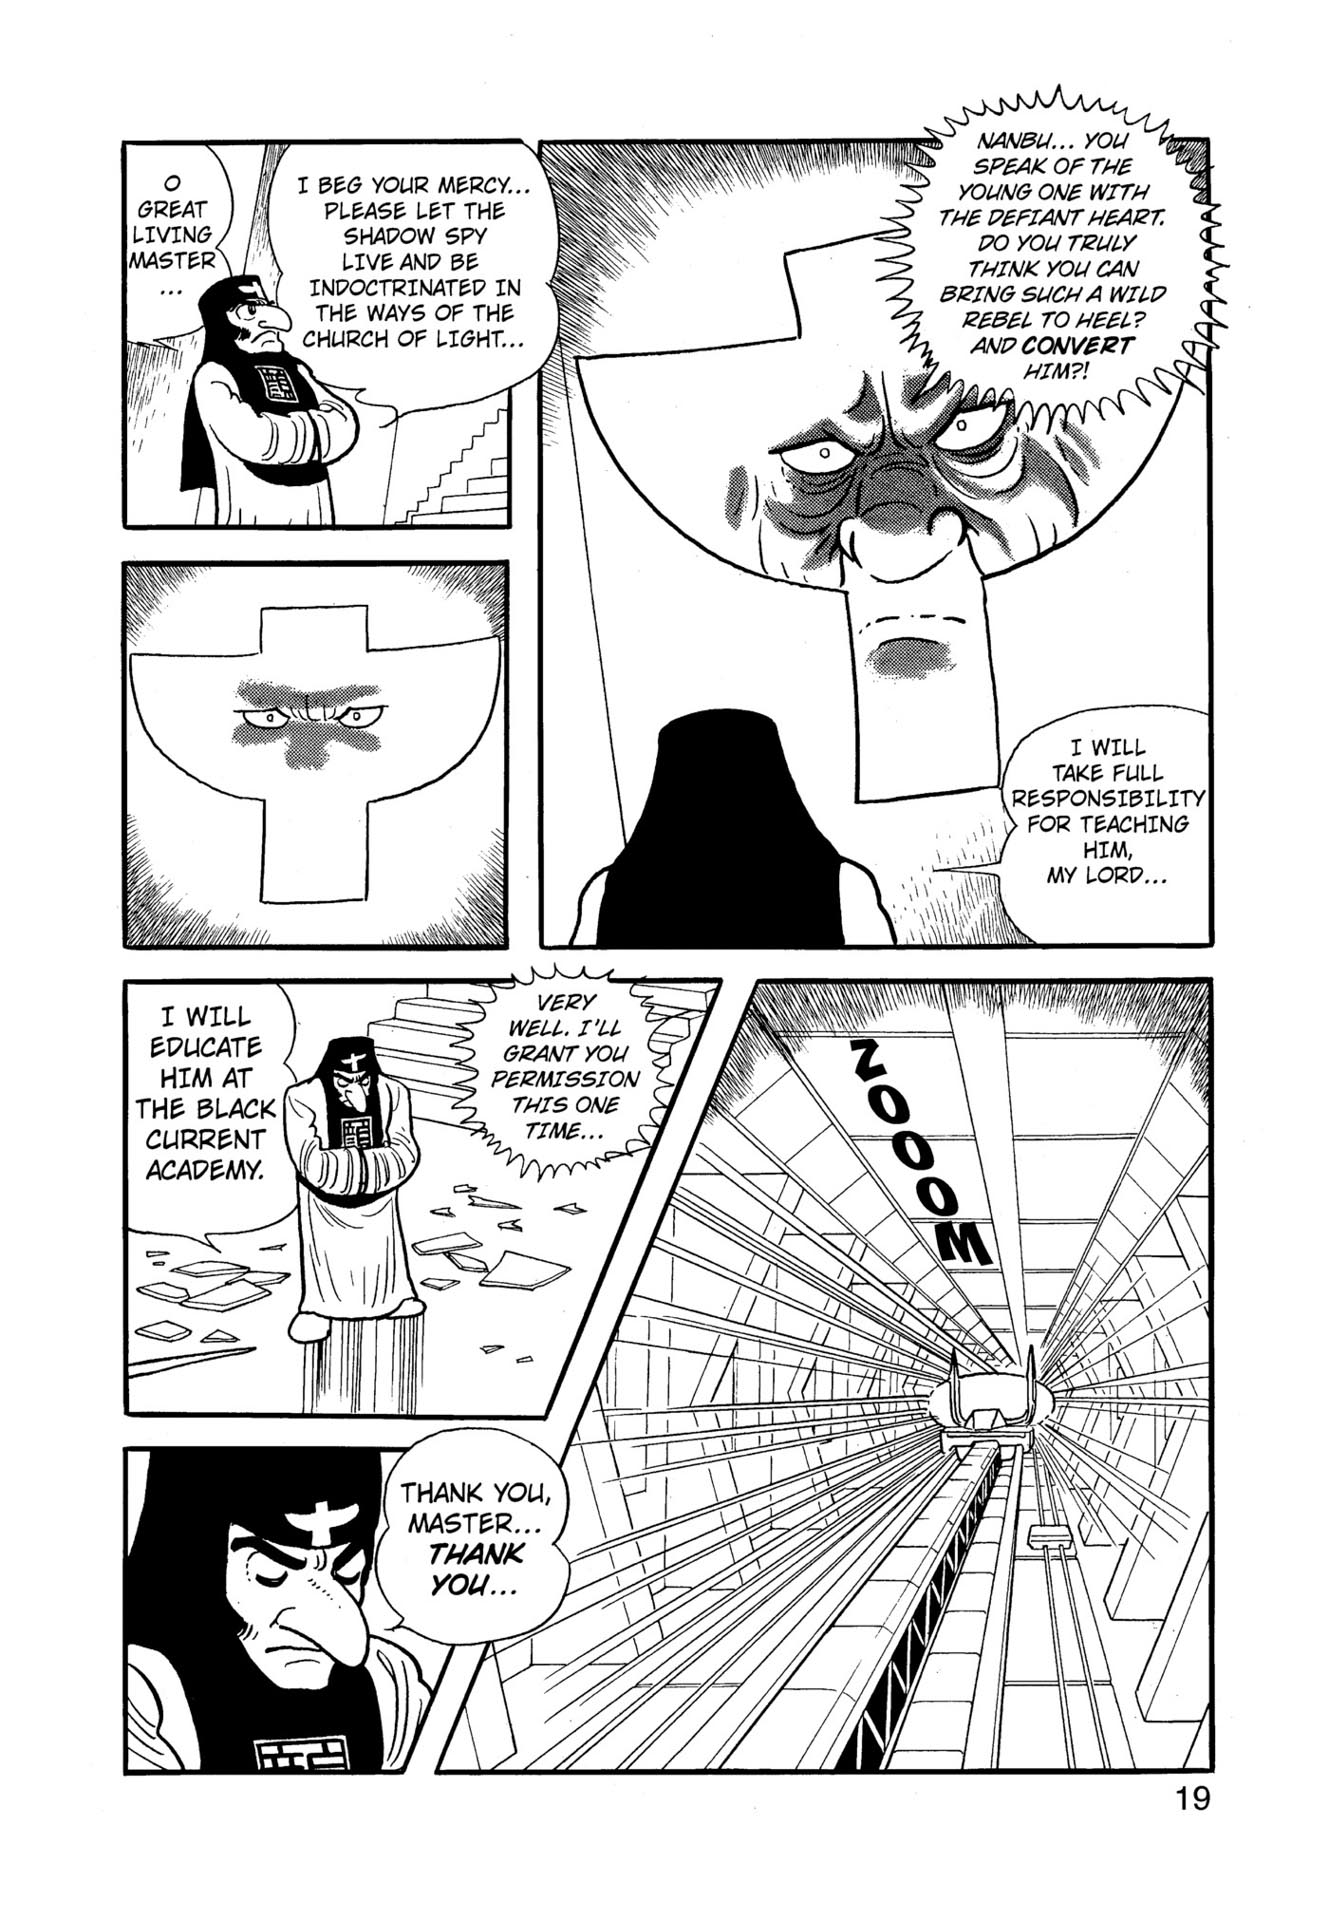 O
GREAT
LIVING
MASTER
...
I BEG YOUR MERCY...
PLEASE LET THE
SHADOW SPY
LIVE AND BE
INDOCTRINATED IN
THE WAYS OF THE
CHURCH OF LIGHT...
NANBU... YOU
SPEAK OF THE
YOUNG ONE WITH
THE DEFIANT HEART.
DO YOU TRULY
THINK YOU CAN
BRING SUCH A WILD
REBEL TO HEEL?
AND CONVERT
HIM?!
I WILL
TAKE FULL
RESPONSIBILITY
FOR TEACHING
HIM,
MY LORD...
I WILL
EDUCATE
HIM AT
THE BLACK
CURRENT
ACADEMY.
VERY
WELL. I'LL
GRANT YOU
PERMISSION
THIS ONE
TIME...
ZOOOM
THANK YOU,
MASTER...
THANK
YOU...
19